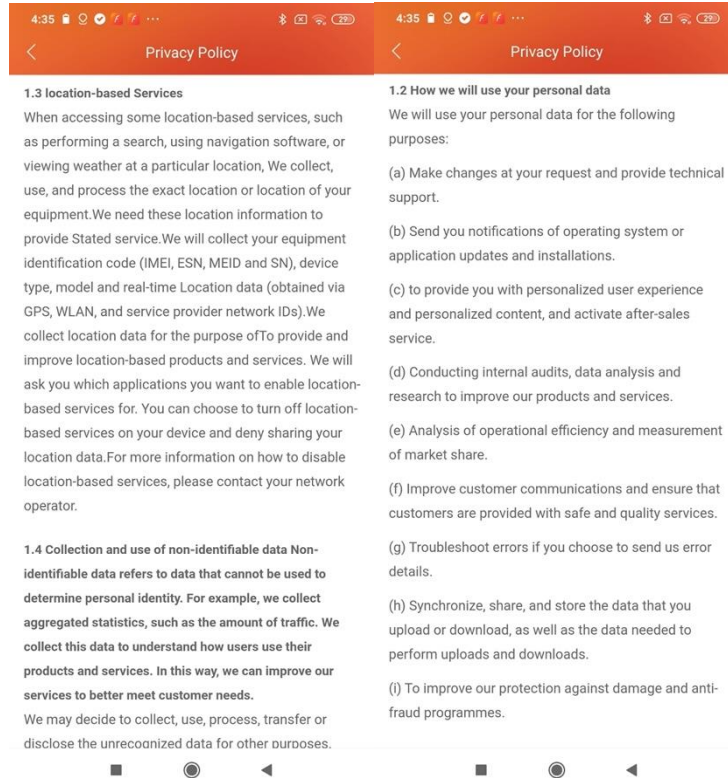 4:35
29
Privacy Policy
1.3 location-based Services
When accessing some location-based services, such
as performing a search, using navigation software, or
viewing weather at a particular location, We collect,
use, and process the exact location or location of your
equipment.We need these location information to
provide Stated service.We will collect your equipment
identification code (IMEI, ESN, MEID and SN), device
type, model and real-time Location data (obtained via
GPS, WLAN, and service provider network IDs).We
collect location data for the purpose ofTo provide and
improve location-based products and services. We will
ask you which applications you want to enable location-
based services for. You can choose to turn off location-
based services on your device and deny sharing your
location data.For more information on how to disable
location-based services, please contact your network
operator.
1.4 Collection and use of non-identifiable data Non-
identifiable data refers to data that cannot be used to
determine personal identity. For example, we collect
aggregated statistics, such as the amount of traffic. We
collect this data to understand how users use their
products and services. In this way, we can improve our
services to better meet customer needs.
We may decide to collect, use, process, transfer or
disclose the unrecognized data for other purposes.
4:35
29
Privacy Policy
1.2 How we will use your personal data
We will use your personal data for the following
purposes:
(a) Make changes at your request and provide technical
support.
(b) Send you notifications of operating system or
application updates and installations.
(c) to provide you with personalized user experience
and personalized content, and activate after-sales
service.
(d) Conducting internal audits, data analysis and
research to improve our products and services.
(e) Analysis of operational efficiency and measurement
of market share.
(f) Improve customer communications and ensure that
customers are provided with safe and quality services.
(g) Troubleshoot errors if you choose to send us error
details.
(h) Synchronize, share, and store the data that you
upload or download, as well as the data needed to
perform uploads and downloads.
(i) To improve our protection against damage and anti-
fraud programmes.